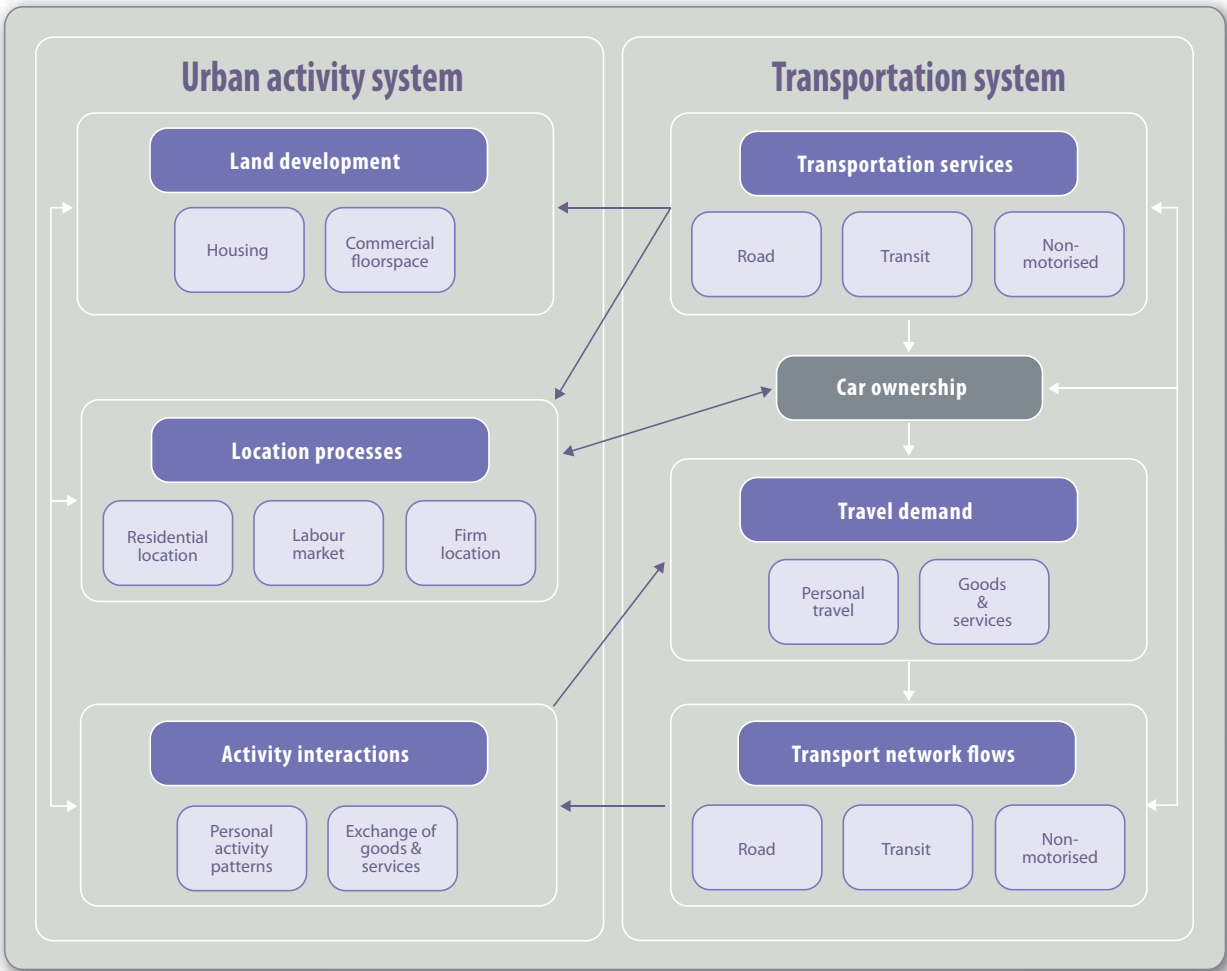 Urban activity system
Land development
Housing
Commercial
floorspace
Location processes
Residential
location
Labour
market
Firm
location
Activity interactions
Personal
activity
patterns
Exchange of
goods &
services
Transportation system
Transportation services
Road
Transit
Non-
motorised
Car ownership
Travel demand
Personal
travel
Goods
&
services
Transport network flows
Road
Transit
Non-
motorised